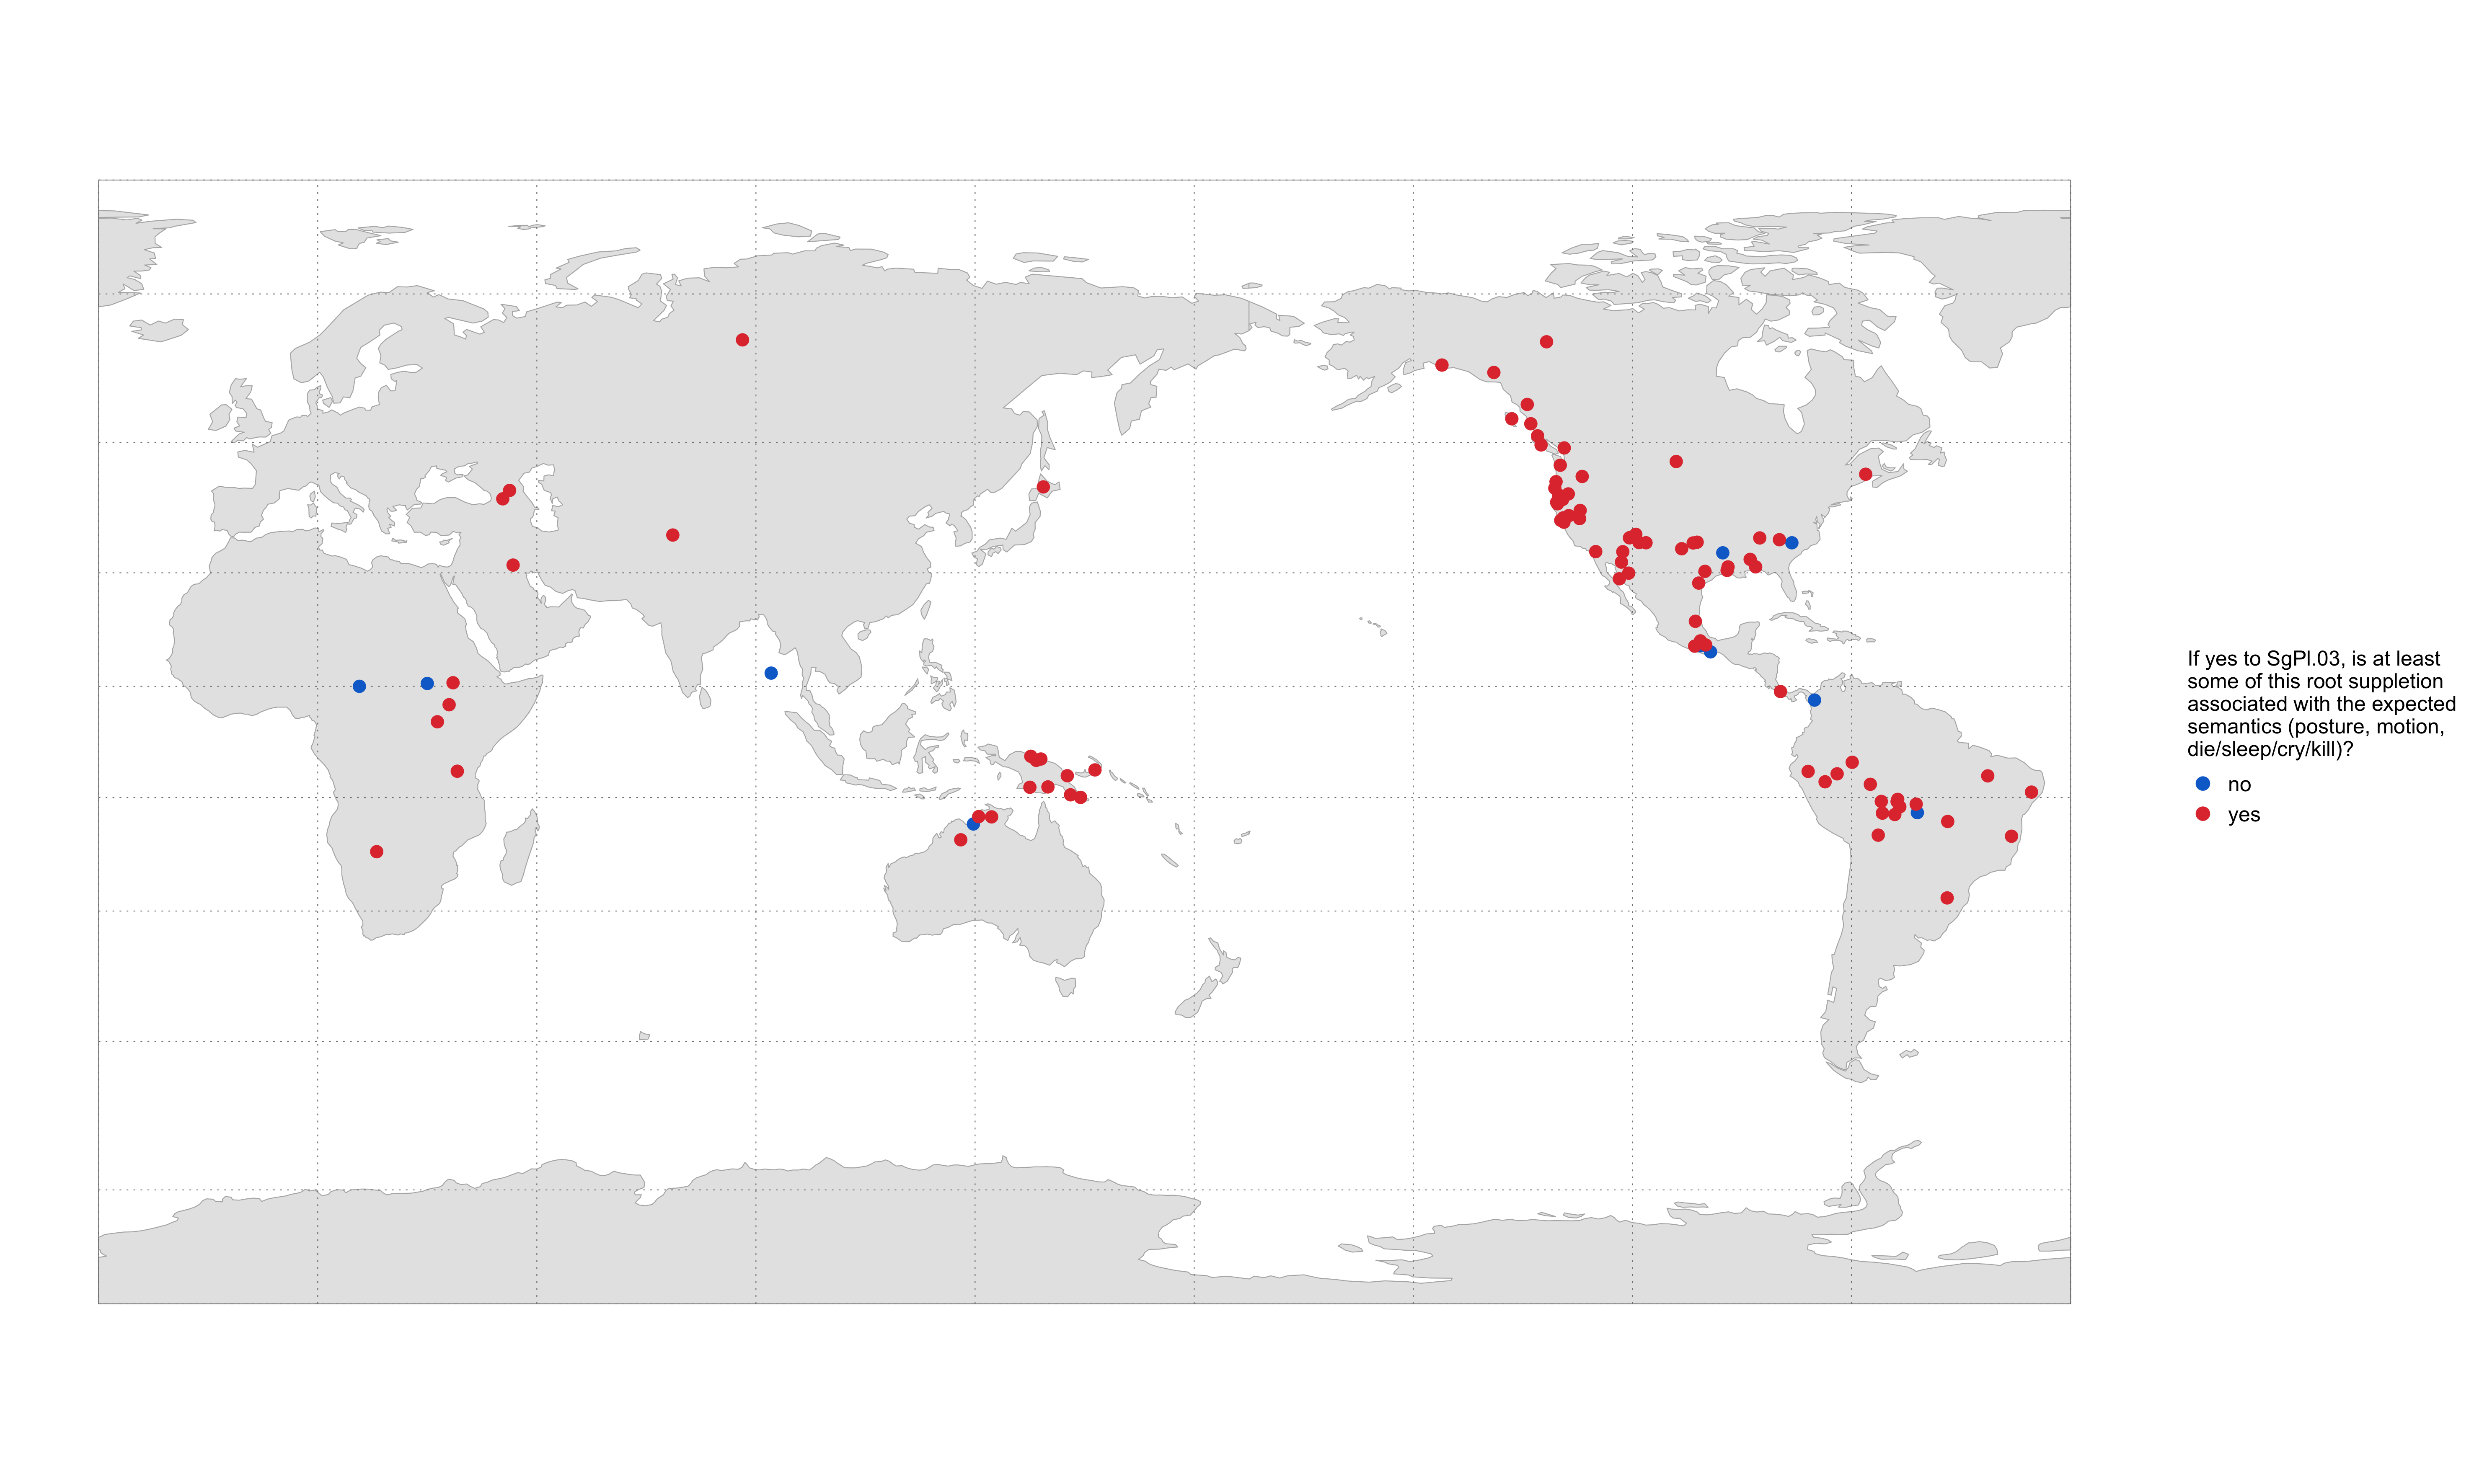 If yes to SgPl.03, is at least
some of this root suppletion
associated with the expected
semantics (posture, motion,
die/sleep/cry/kill)?
no
yes